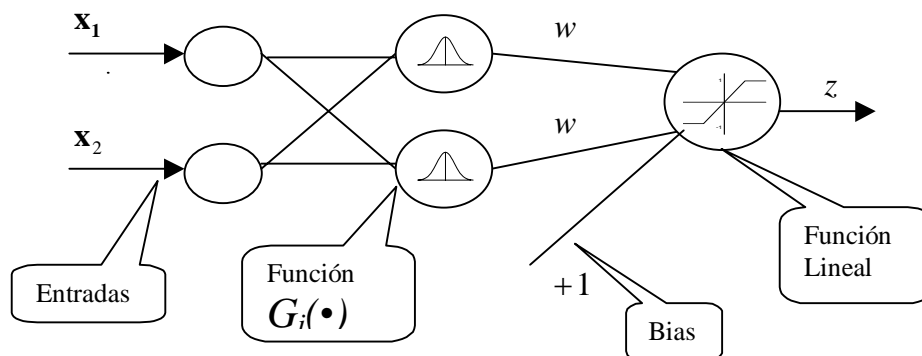 x₁
w
z
x₂
w
Función
Lineal
Función
Gᵢ(•)
Entradas
+1
Bias